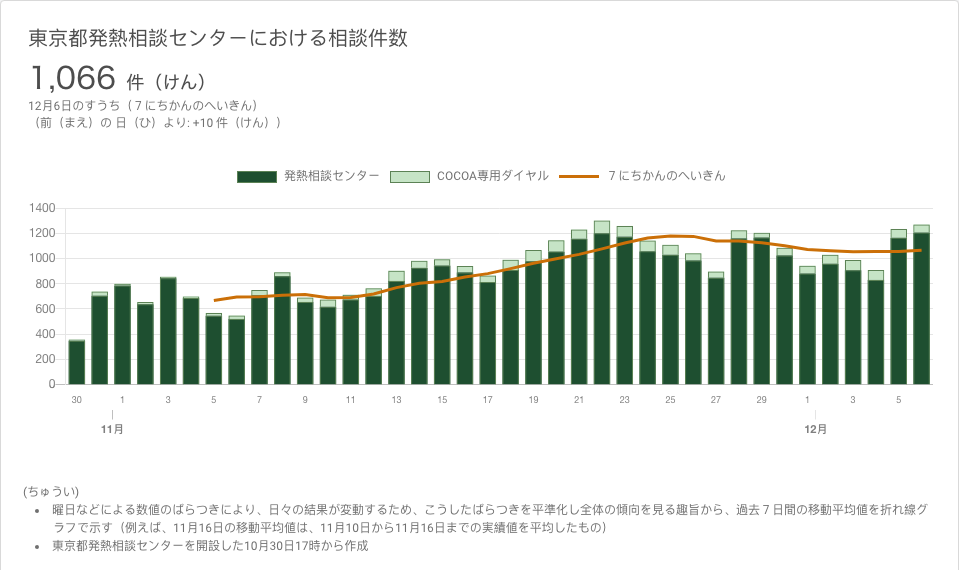 東京都発熱相談センターにおける相談件数
1,066 件（けん）
12月6日のすうち（７にちかんのへいきん）
（前（まえ）の 日（ひ）より: +10 件（けん））
発熱相談センター COCOA専用ダイヤル ７にちかんのへいきん
1400
1200
1000
800
600
400
200
0
30 1 3 5 7 9 11 13 15 17 19 21 23 25 27 29 1 3 5
11月 12月
(ちゅうい)
• 曜日などによる数値のばらつきにより、日々の結果が変動するため、こうしたばらつきを平準化し全体の傾向を見る趣旨から、過去７日間の移動平均値を折れ線グ
ラフで示す（例えば、11月16日の移動平均値は、11月10日から11月16日までの実績値を平均したもの）
• 東京都発熱相談センターを開設した10月30日17時から作成